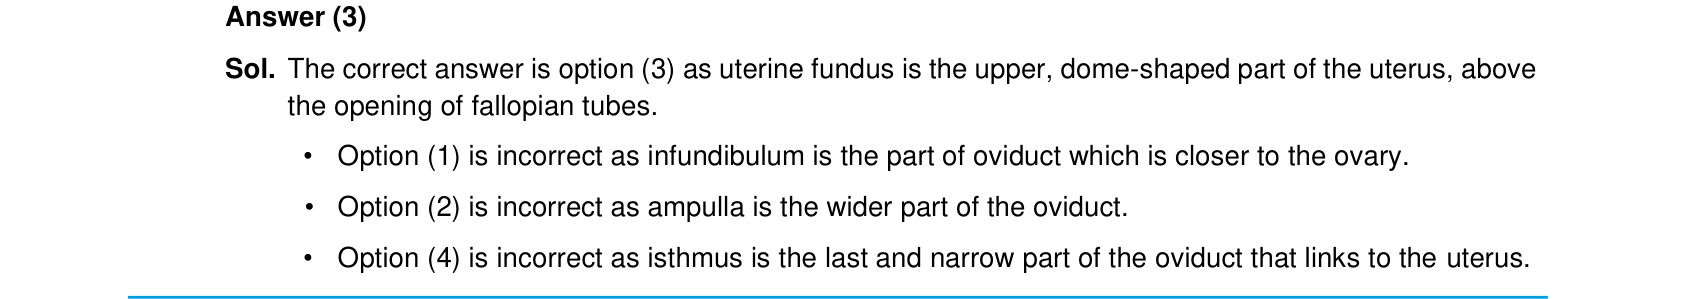 Answer (3)
Sol. The correct answer is option (3) as uterine fundus is the upper, dome-shaped part of the uterus, above
the opening of fallopian tubes.
• Option (1) is incorrect as infundibulum is the part of oviduct which is closer to the ovary.
• Option (2) is incorrect as ampulla is the wider part of the oviduct.
• Option (4) is incorrect as isthmus is the last and narrow part of the oviduct that links to the uterus.